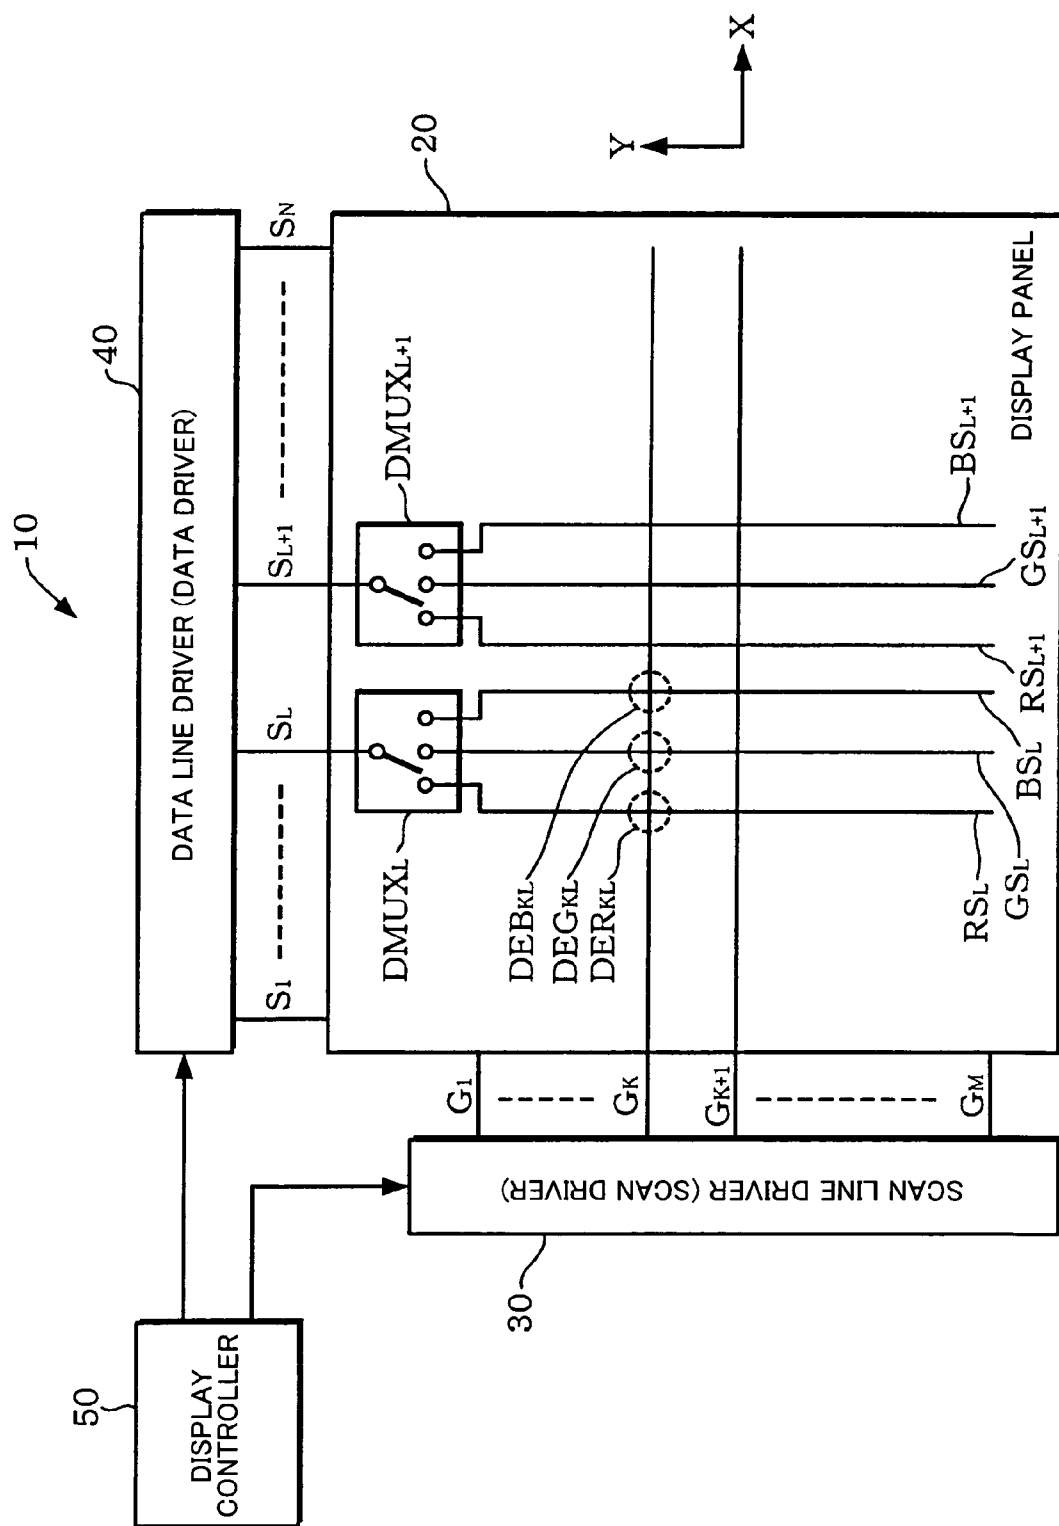 10
40
DATA LINE DRIVER (DATA DRIVER)
50
DISPLAY
CONTROLLER
S1
SL
SL+1
SN
20
DMUXL
DMUXL+1
Y
X
30
SCAN LINE DRIVER (SCAN DRIVER)
G1
GK
GK+1
GM
DEBKL
DEGKL
DERKL
RSL
GSL
BSL
RSL+1
GSL+1
BSL+1
DISPLAY PANEL